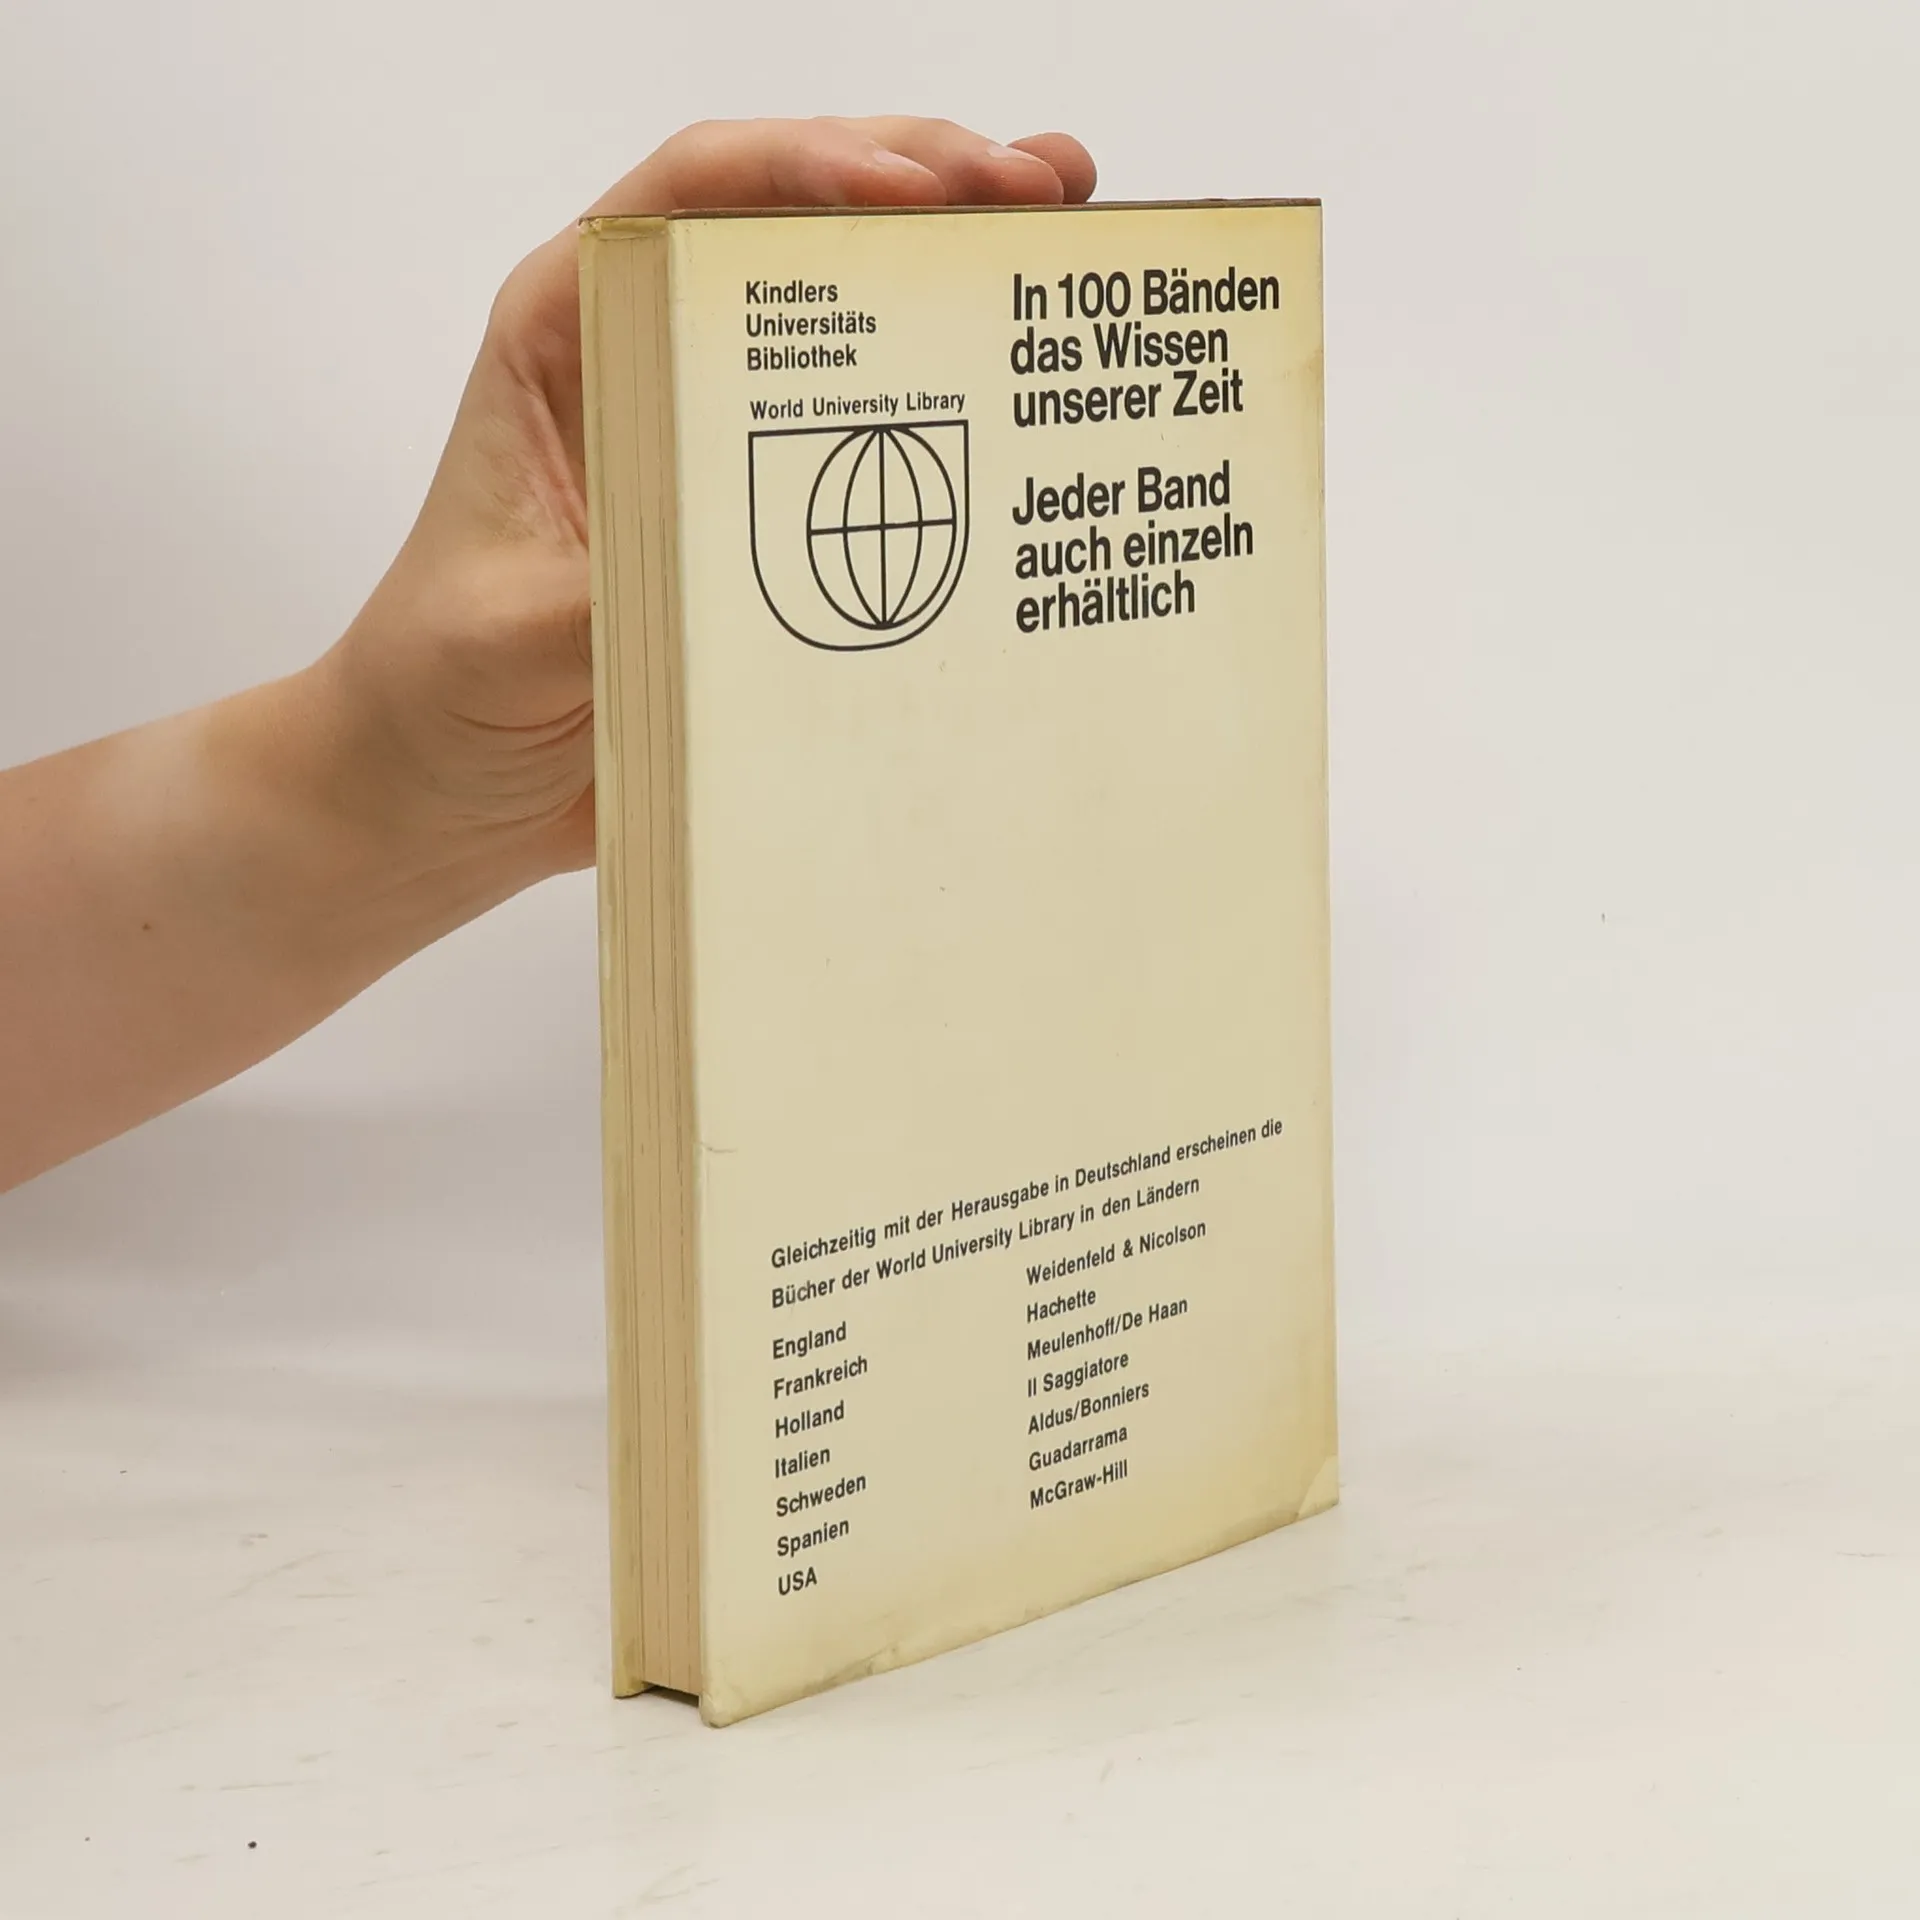 Kindlers
Universitäts
Bibliothek
World University Library
In 100 Bänden
das Wissen
unserer Zeit
Jeder Band
auch einzeln
erhältlich
Gleichzeitig mit der Herausgabe in Deutschland erscheinen die
Bücher der World University Library in den Ländern
England
Frankreich
Holland
Italien
Schweden
Spanien
USA
Weidenfeld & Nicolson
Hachette
Meulenhoff/De Haan
Il Saggiatore
Aldus/Bonniers
Guadarrama
McGraw-Hill